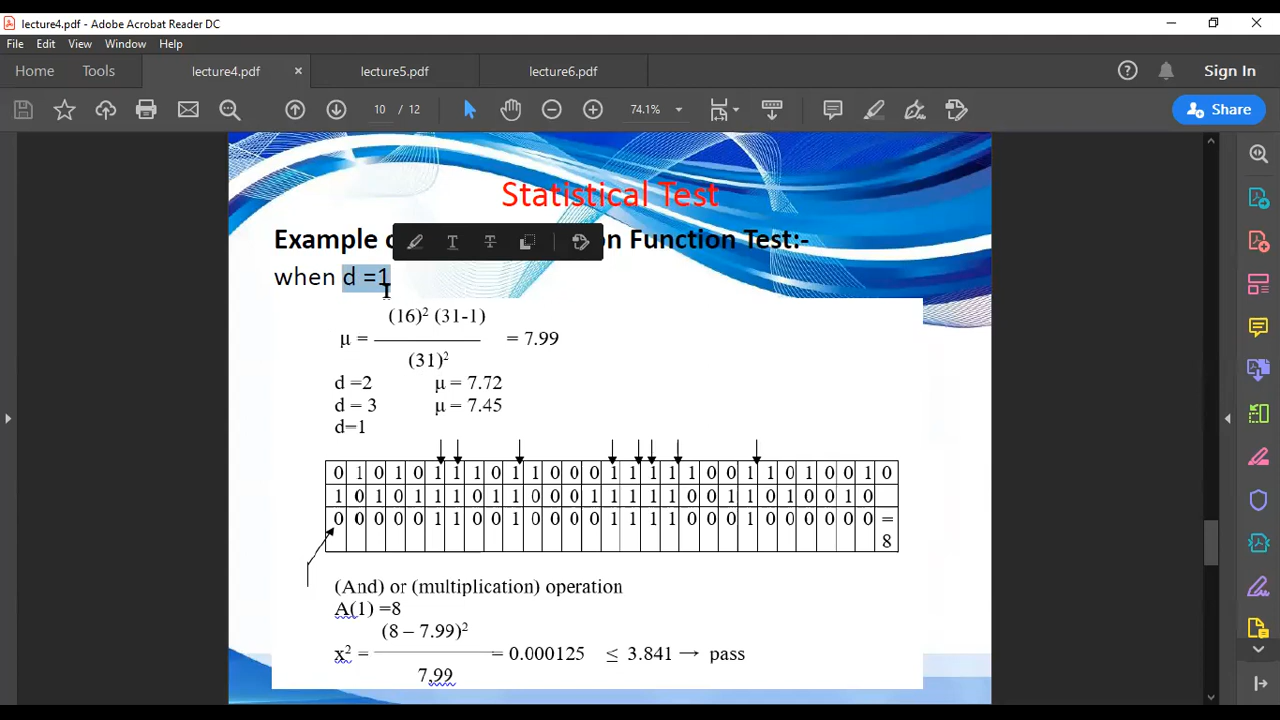 lecture4.pdf - Adobe Acrobat Reader DC
File Edit View Window Help
Home Tools lecture4.pdf × lecture5.pdf lecture6.pdf Sign In
10 / 12 74.1% Share
Statistical Test
Example on Function Test:-
when d =1
(16)² (31-1)
µ = = 7.99
(31)²
d =2 µ = 7.72
d = 3 µ = 7.45
d=1
0 1 0 1 0 1 1 1 0 1 1 0 0 0 1 1 1 1 1 0 0 1 1 0 1 0 0 1 0
1 0 1 0 1 1 1 0 1 1 0 0 0 1 1 1 1 1 0 0 1 1 0 1 0 0 1 0
0 0 0 0 0 1 1 0 0 1 0 0 0 0 1 1 1 1 0 0 0 1 0 0 0 0 0 0 =
8
(And) or (multiplication) operation
A(1) =8
(8 – 7.99)²
x² = = 0.000125 ≤ 3.841 → pass
7.99